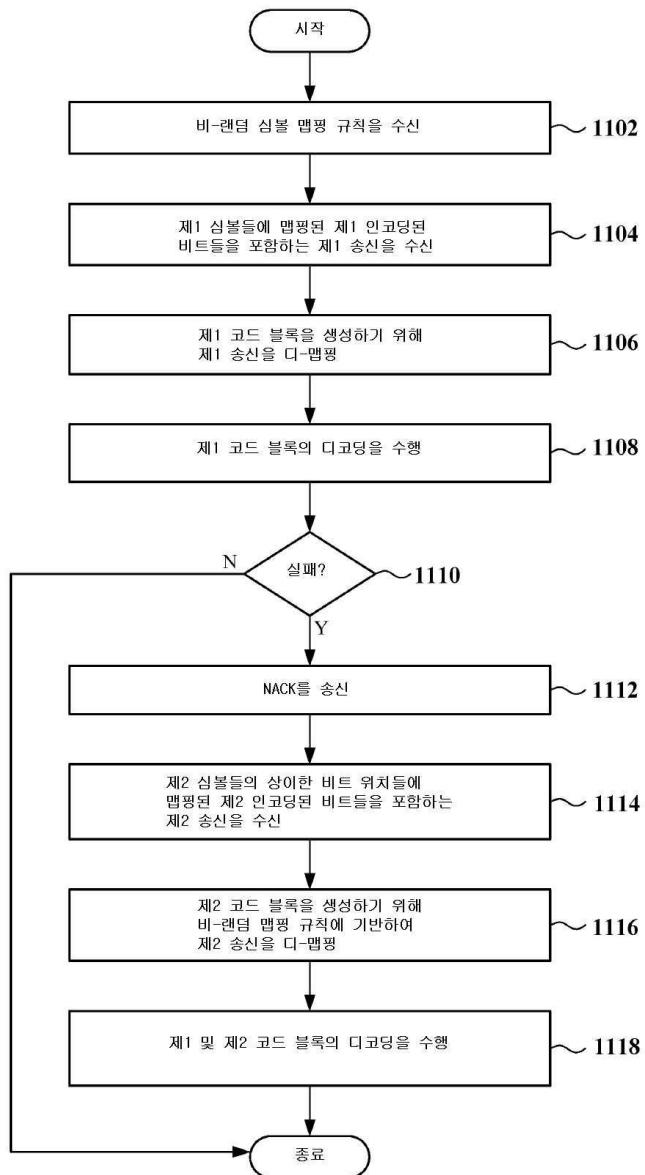 시작
비-랜덤 심볼 맵핑 규칙을 수신
1102
제1 심볼들에 맵핑된 제1 인코딩된
비트들을 포함하는 제1 송신을 수신
1104
제1 코드 블록을 생성하기 위해
제1 송신을 디-맵핑
1106
제1 코드 블록의 디코딩을 수행
1108
N
실패?
1110
Y
NACK를 송신
1112
제2 심볼들의 상이한 비트 위치들에
맵핑된 제2 인코딩된 비트들을 포함하는
제2 송신을 수신
1114
제2 코드 블록을 생성하기 위해
비-랜덤 맵핑 규칙에 기반하여
제2 송신을 디-맵핑
1116
제1 및 제2 코드 블록의 디코딩을 수행
1118
종료